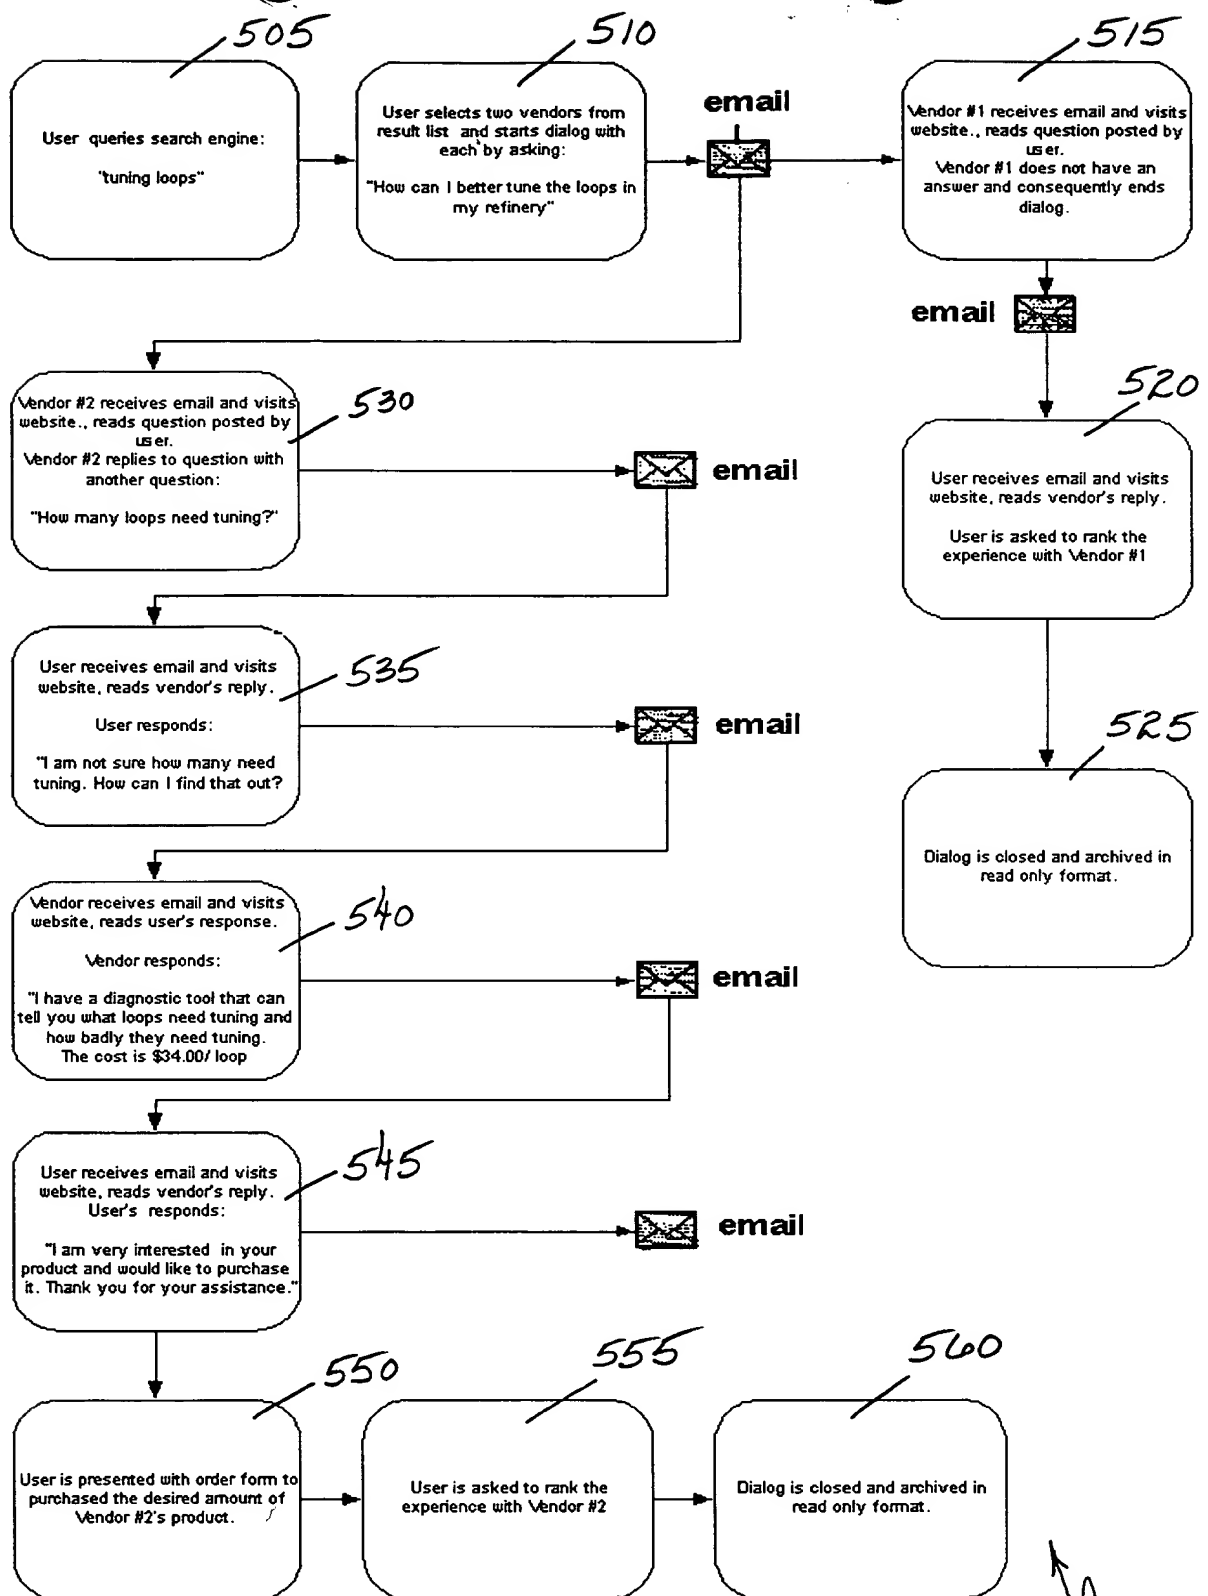 505
User queries search engine:
"tuning loops"
510
User selects two vendors from
result list and starts dialog with
each by asking:
"How can I better tune the loops in
my refinery"
email
515
Vendor #1 receives email and visits
website., reads question posted by
user.
Vendor #1 does not have an
answer and consequently ends
dialog.
email
520
User receives email and visits
website, reads vendor's reply.
User is asked to rank the
experience with Vendor #1
525
Dialog is closed and archived in
read only format.
530
Vendor #2 receives email and visits
website., reads question posted by
user.
Vendor #2 replies to question with
another question:
"How many loops need tuning?"
email
535
User receives email and visits
website, reads vendor's reply.
User responds:
"I am not sure how many need
tuning. How can I find that out?
email
540
Vendor receives email and visits
website, reads user's response.
Vendor responds:
"I have a diagnostic tool that can
tell you what loops need tuning and
how badly they need tuning.
The cost is $34.00/ loop
email
545
User receives email and visits
website, reads vendor's reply.
User's responds:
"I am very interested in your
product and would like to purchase
it. Thank you for your assistance."
email
550
User is presented with order form to
purchased the desired amount of
Vendor #2's product.
555
User is asked to rank the
experience with Vendor #2
560
Dialog is closed and archived in
read only format.